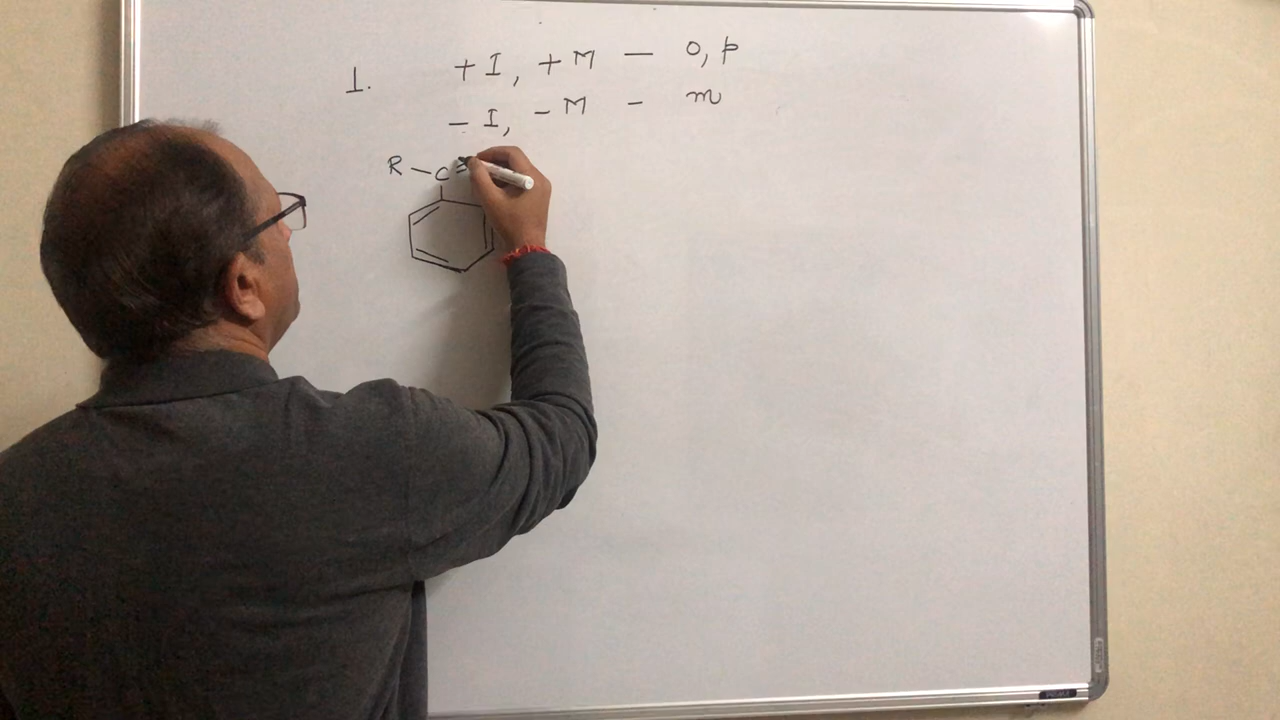 1. +I, +M — o, p
−I, −M − m
R − C =